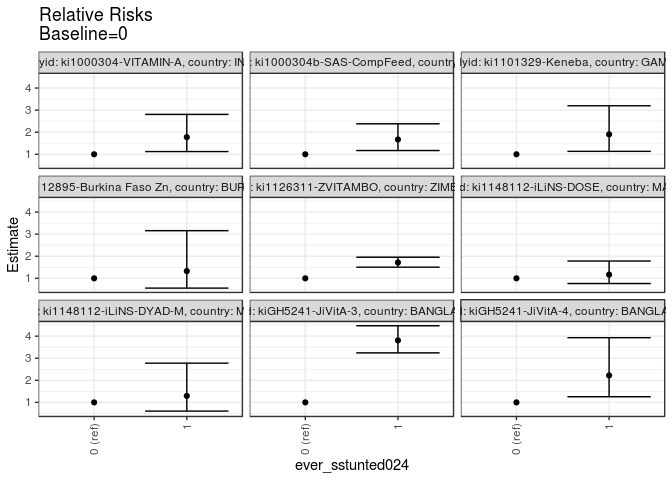 Relative Risks
Baseline=0
yid: ki1000304-VITAMIN-A, country: IN
: ki1000304b-SAS-CompFeed, country
yid: ki1101329-Keneba, country: GAM
4
3
2
1
12895-Burkina Faso Zn, country: BUR
: ki1126311-ZVITAMBO, country: ZIMB
d: ki1148112-iLiNS-DOSE, country: MA
4
3
2
1
: ki1148112-iLiNS-DYAD-M, country: M
d: kiGH5241-JiVitA-3, country: BANGLA
d: kiGH5241-JiVitA-4, country: BANGLA
4
3
2
1
Estimate
0 (ref)
1
0 (ref)
1
0 (ref)
1
ever_sstunted024